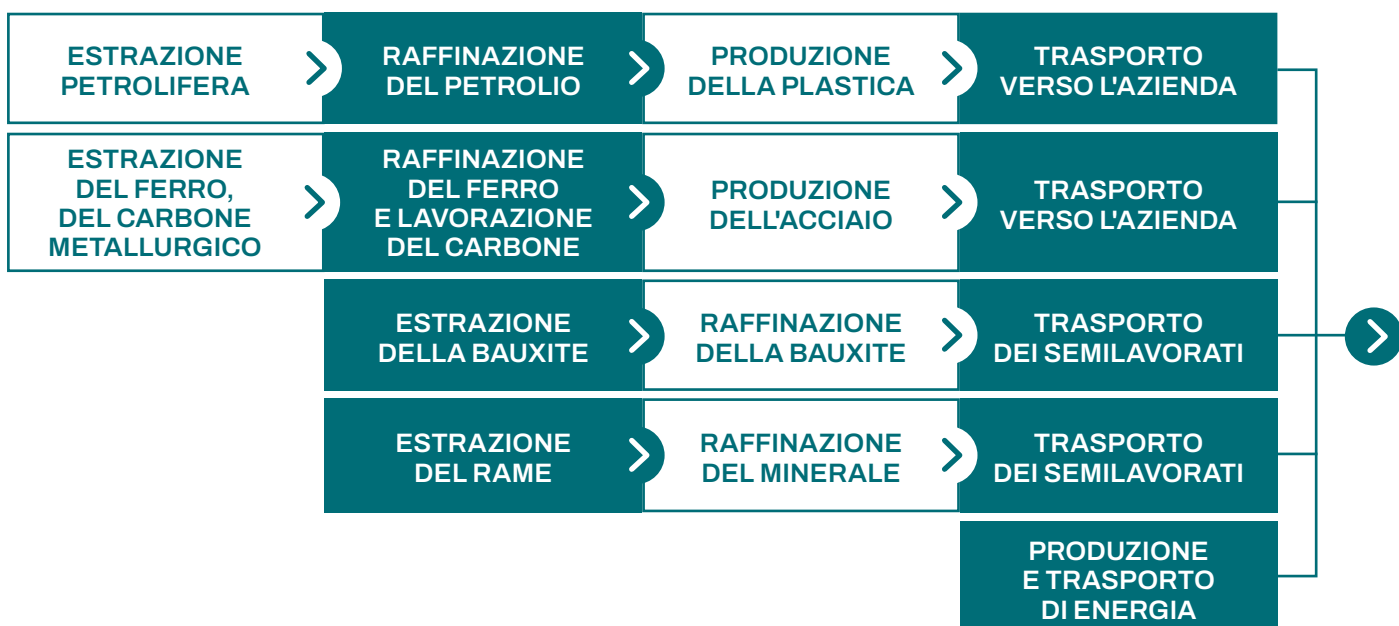 ESTRAZIONE
PETROLIFERA
RAFFINAZIONE
DEL PETROLIO
PRODUZIONE
DELLA PLASTICA
TRASPORTO
VERSO L'AZIENDA
ESTRAZIONE
DEL FERRO,
DEL CARBONE
METALLURGICO
RAFFINAZIONE
DEL FERRO
E LAVORAZIONE
DEL CARBONE
PRODUZIONE
DELL'ACCIAIO
TRASPORTO
VERSO L'AZIENDA
ESTRAZIONE
DELLA BAUXITE
RAFFINAZIONE
DELLA BAUXITE
TRASPORTO
DEI SEMILAVORATI
ESTRAZIONE
DEL RAME
RAFFINAZIONE
DEL MINERALE
TRASPORTO
DEI SEMILAVORATI
PRODUZIONE
E TRASPORTO
DI ENERGIA